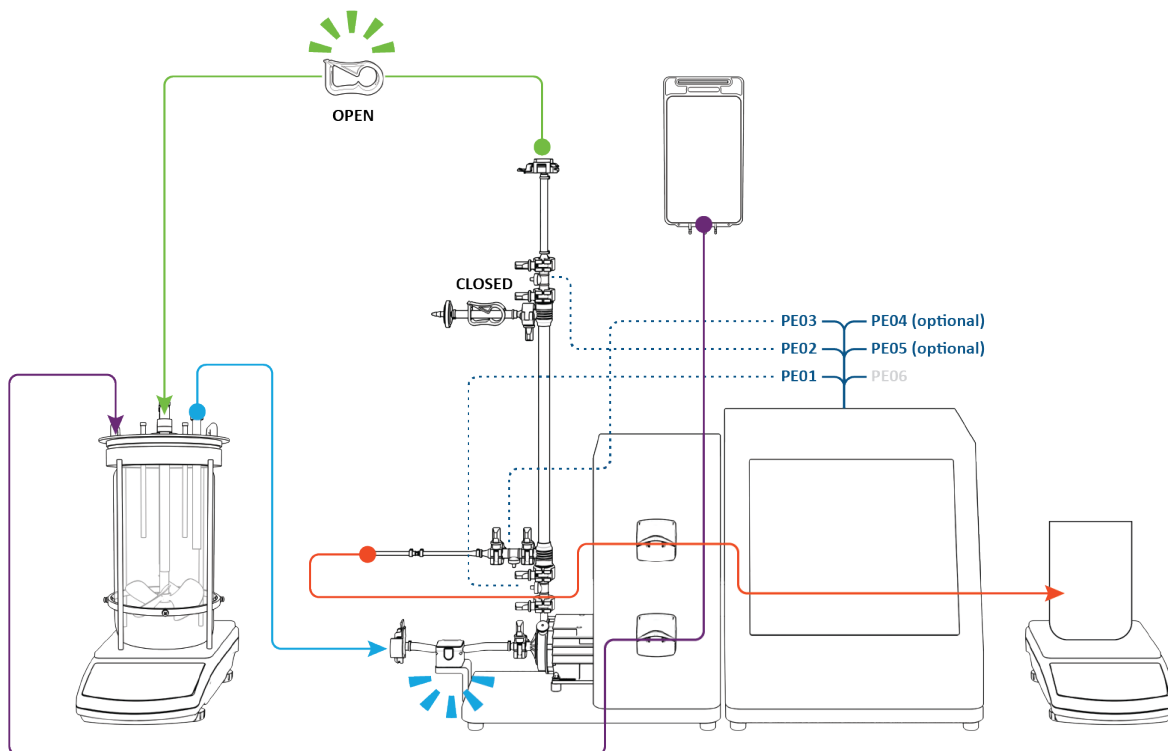 OPEN
CLOSED
PE03 PE04 (optional)
PE02 PE05 (optional)
PE01 PE06